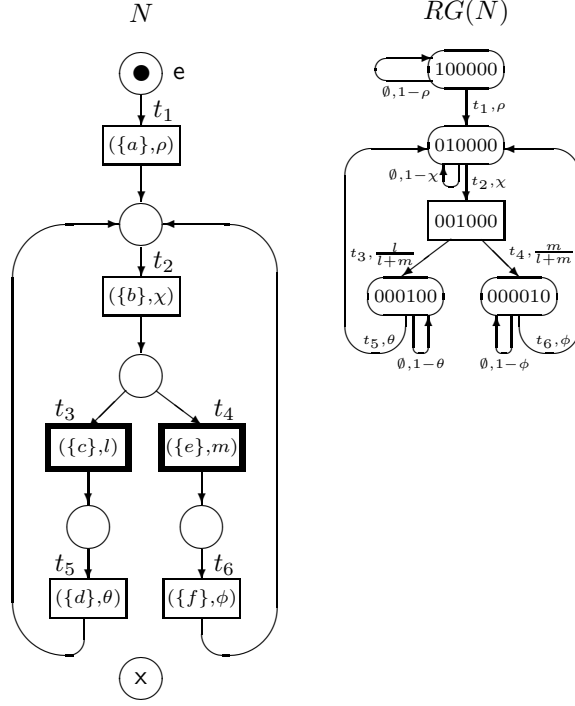 N
e
t₁
({a},ρ)
t₂
({b},χ)
t₃
t₄
({c},l)
({e},m)
t₅
t₆
({d},θ)
({f},ϕ)
x
RG(N)
100000
∅,1−ρ
t₁,ρ
010000
∅,1−χ
t₂,χ
001000
t₃, l/(l+m)
t₄, m/(l+m)
000100
000010
t₅,θ
t₆,ϕ
∅,1−θ
∅,1−ϕ